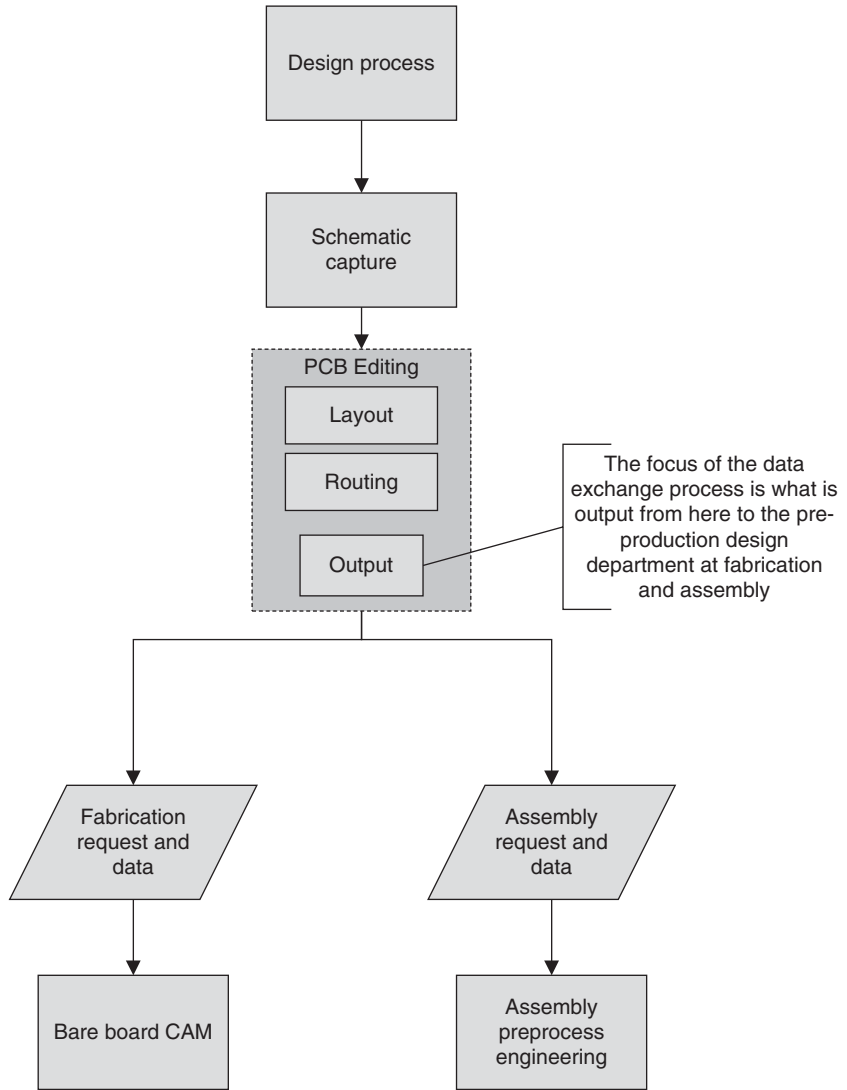 Design process
Schematic
capture
PCB Editing
Layout
Routing
Output
The focus of the data
exchange process is what is
output from here to the pre-
production design
department at fabrication
and assembly
Fabrication
request and
data
Assembly
request and
data
Bare board CAM
Assembly
preprocess
engineering